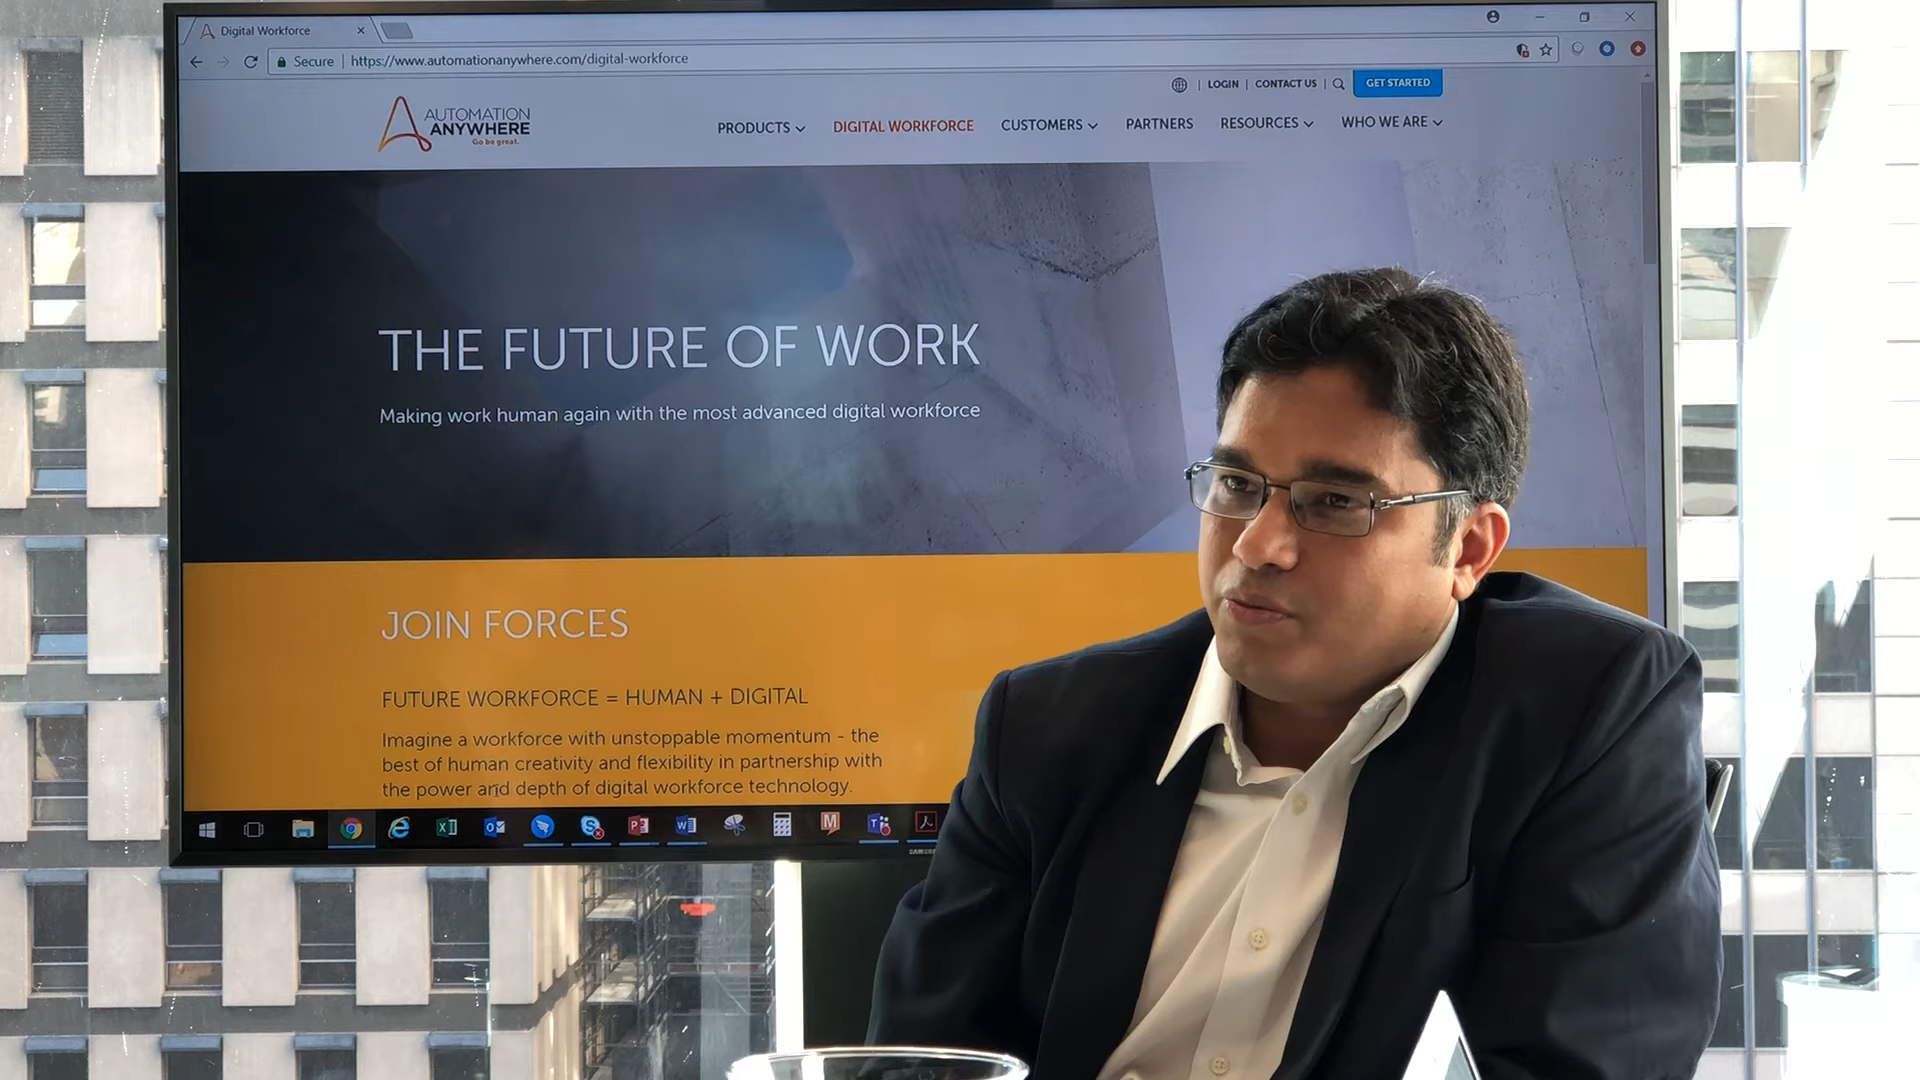 Digital Workforce
Secure https://www.automationanywhere.com/digital-workforce
LOGIN | CONTACT US | GET STARTED
AUTOMATION
ANYWHERE
Go be great.
PRODUCTS DIGITAL WORKFORCE CUSTOMERS PARTNERS RESOURCES WHO WE ARE
THE FUTURE OF WORK
Making work human again with the most advanced digital workforce
JOIN FORCES
FUTURE WORKFORCE = HUMAN + DIGITAL
Imagine a workforce with unstoppable momentum - the
best of human creativity and flexibility in partnership with
the power and depth of digital workforce technology.